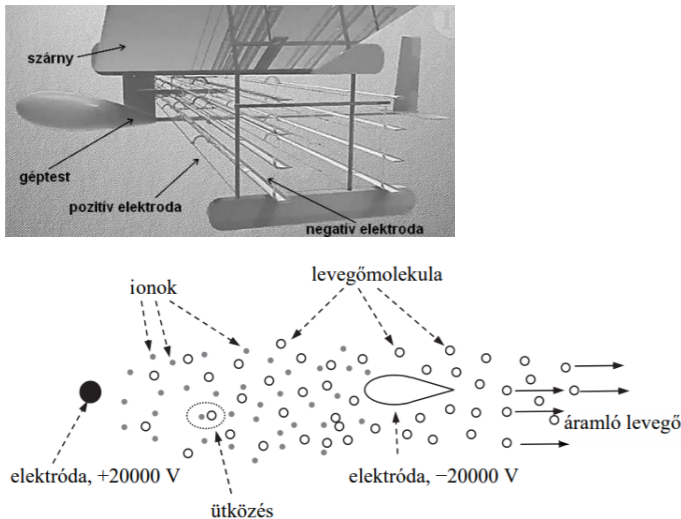 szárny
géptest
pozitív elektroda
negatív elektroda
ionok
levegőmolekula
áramló levegő
elektróda, +20000 V
elektróda, −20000 V
ütközés